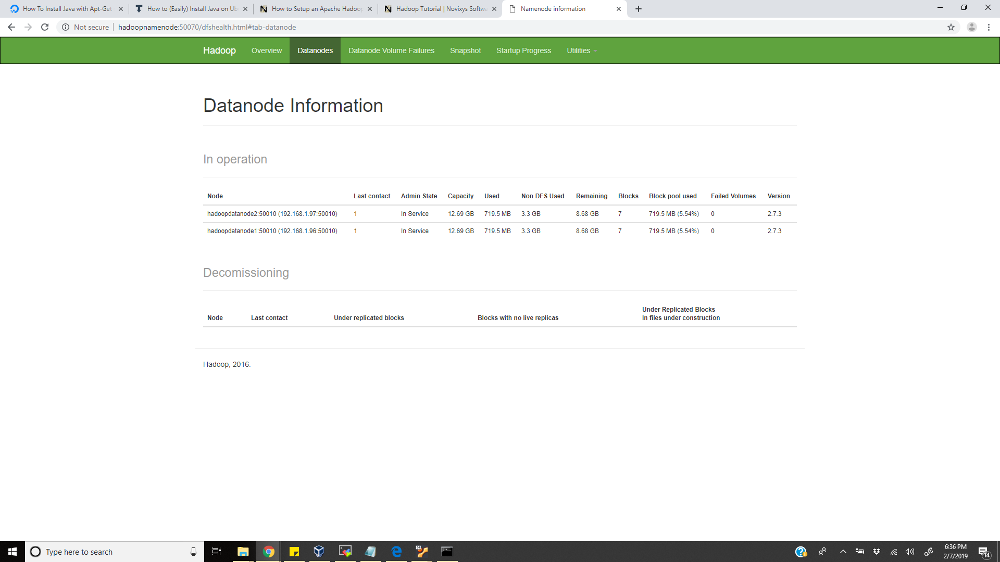 How To Install Java with Apt-Get
How to (Easily) Install Java on Ub
How to Setup an Apache Hadoop
Hadoop Tutorial | Novixys Softwa
Namenode information
Not secure
hadoopnamenode:50070/dfshealth.html#tab-datanode
Hadoop Overview Datanodes Datanode Volume Failures Snapshot Startup Progress Utilities
Datanode Information
In operation
Node Last contact Admin State Capacity Used Non DFS Used Remaining Blocks Block pool used Failed Volumes Version
hadoopdatanode2:50010 (192.168.1.97:50010) 1 In Service 12.69 GB 719.5 MB 3.3 GB 8.68 GB 7 719.5 MB (5.54%) 0 2.7.3
hadoopdatanode1:50010 (192.168.1.96:50010) 1 In Service 12.69 GB 719.5 MB 3.3 GB 8.68 GB 7 719.5 MB (5.54%) 0 2.7.3
Decomissioning
Node Last contact Under replicated blocks Blocks with no live replicas Under Replicated Blocks
In files under construction
Hadoop, 2016.
Type here to search
6:36 PM
2/7/2019
14